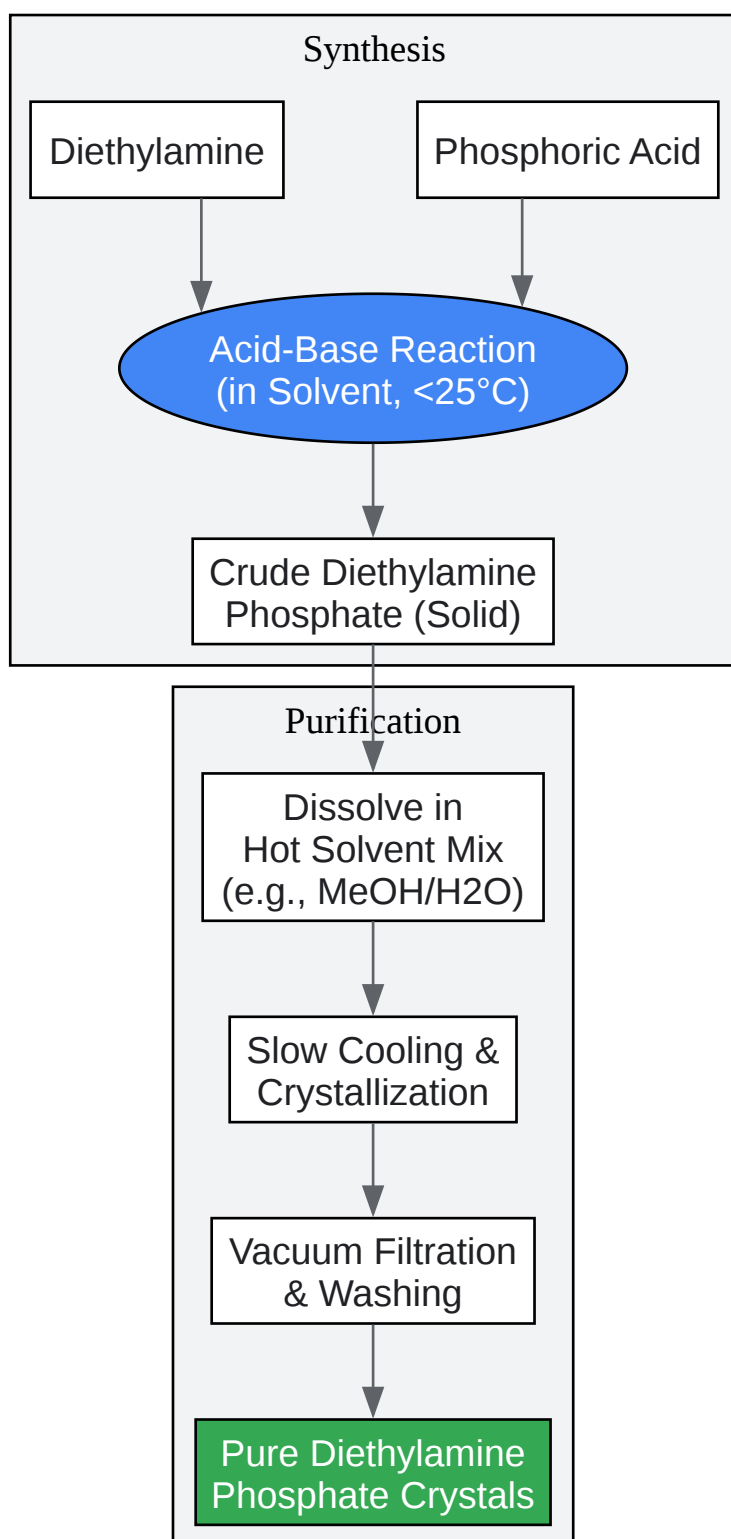 Synthesis
Diethylamine
Phosphoric Acid
Acid-Base Reaction
(in Solvent, <25°C)
Crude Diethylamine
Phosphate (Solid)
Purification
Dissolve in
Hot Solvent Mix
(e.g., MeOH/H2O)
Slow Cooling &
Crystallization
Vacuum Filtration
& Washing
Pure Diethylamine
Phosphate Crystals